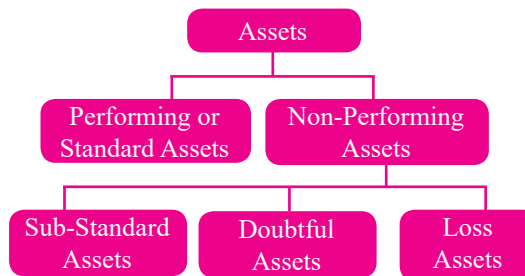 Assets
Performing or
Standard Assets
Non-Performing
Assets
Sub-Standard
Assets
Doubtful
Assets
Loss
Assets